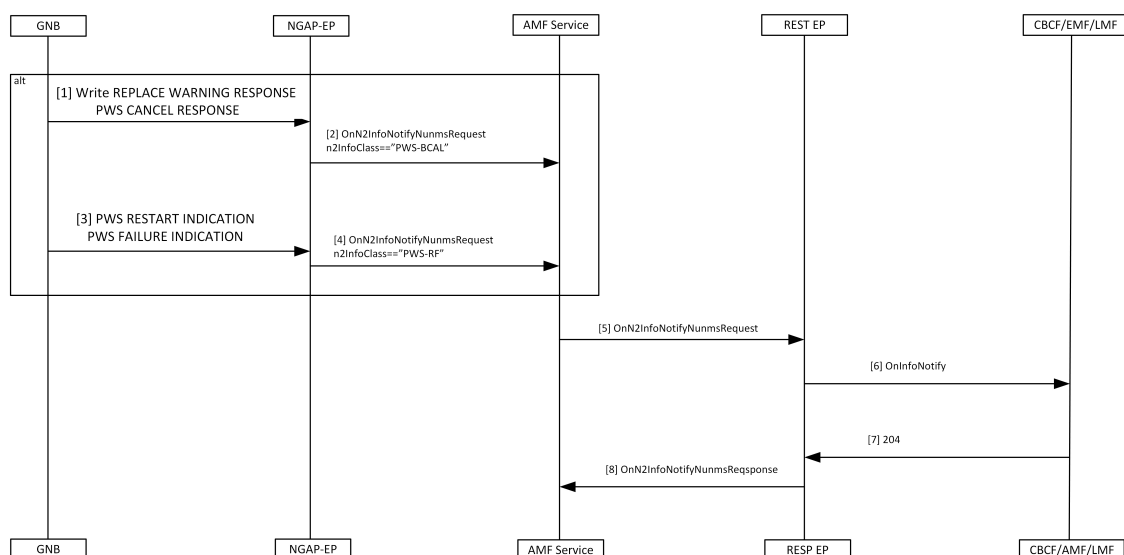 GNB
NGAP-EP
AMF Service
REST EP
CBCF/EMF/LMF
alt
[1] Write REPLACE WARNING RESPONSE
PWS CANCEL RESPONSE
[2] OnN2InfoNotifyNunmsRequest
n2InfoClass==“PWS-BCAL”
[3] PWS RESTART INDICATION
PWS FAILURE INDICATION
[4] OnN2InfoNotifyNunmsRequest
n2InfoClass==“PWS-RF”
[5] OnN2InfoNotifyNunmsRequest
[6] OnInfoNotify
[7] 204
[8] OnN2InfoNotifyNunmsReqsponse
GNB
NGAP-EP
AMF Service
RESP EP
CBCF/AMF/LMF